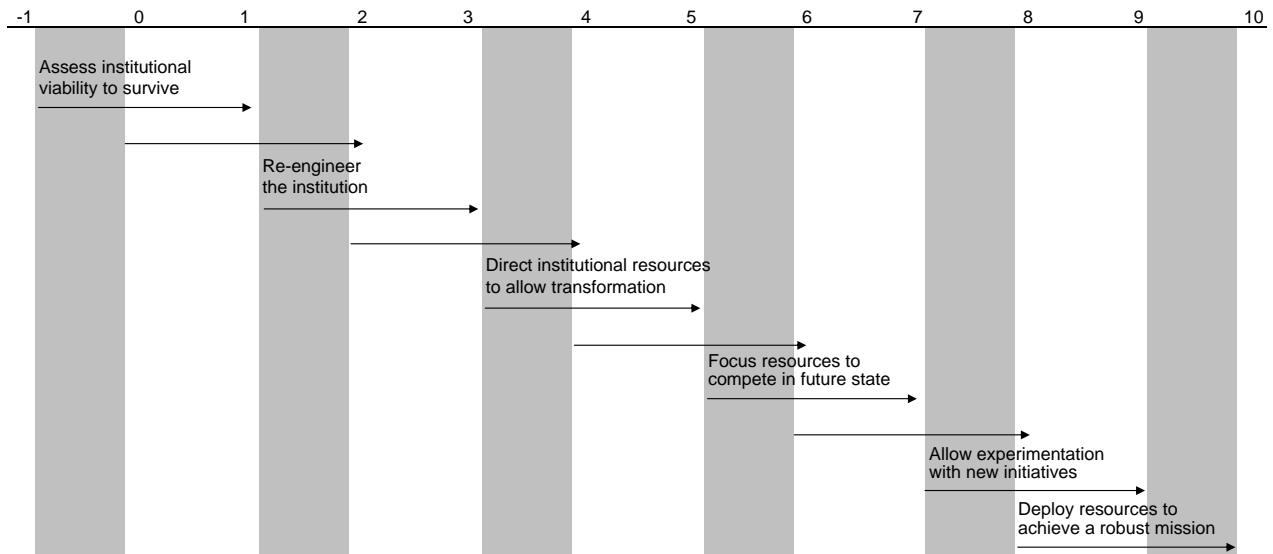 -1 0 1 2 3 4 5 6 7 8 9 10
Assess institutional
viability to survive
Re-engineer
the institution
Direct institutional resources
to allow transformation
Focus resources to
compete in future state
Allow experimentation
with new initiatives
Deploy resources to
achieve a robust mission